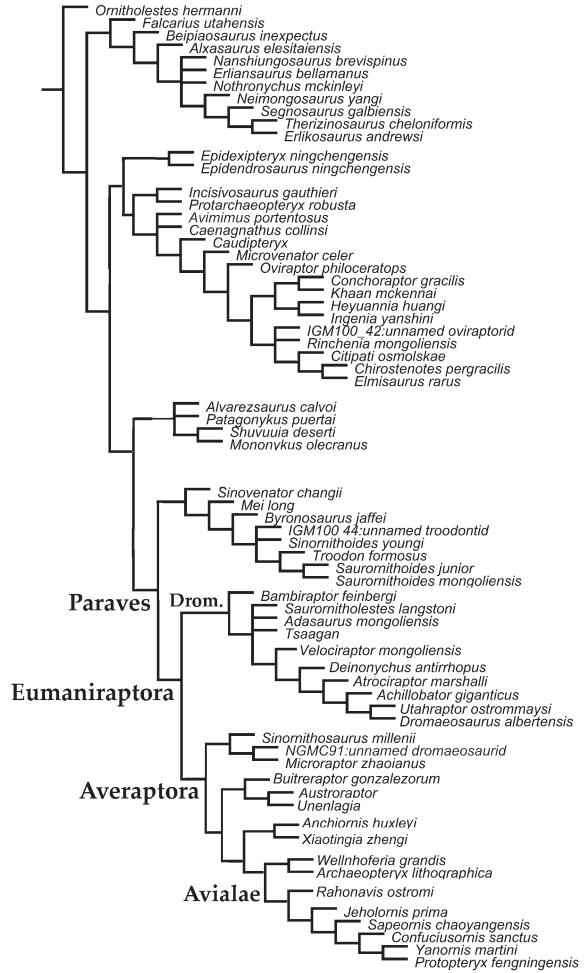 Ornitholestes hermanni
Falcarius utahensis
Beipiaosaurus inexpectus
Alxasaurus elesitaiensis
Nanshiungosaurus brevispinus
Erliansaurus bellamanus
Nothronychus mckinleyi
Neimongosaurus yangi
Segnosaurus galbiensis
Therizinosaurus cheloniformis
Erlikosaurus andrewsi
Epidexipteryx ningchengensis
Epidendrosaurus ningchengensis
Incisivosaurus gauthieri
Protarchaeopteryx robusta
Avimimus portentosus
Caenagnathus collinsi
Caudipteryx
Microvenator celer
Oviraptor philoceratops
Conchoraptor gracilis
Khaan mckennai
Heyuannia huangi
Ingenia yanshini
IGM100_42:unnamed oviraptorid
Rinchenia mongoliensis
Citipati osmolskae
Chirostenotes pergracilis
Elmisaurus rarus
Alvarezsaurus calvoi
Patagonykus puertai
Shuvuuia deserti
Mononykus olecranus
Sinovenator changii
Mei long
Byronosaurus jaffei
IGM100 44:unnamed troodontid
Sinornithoides youngi
Troodon formosus
Saurornithoides junior
Saurornithoides mongoliensis
Paraves
Drom.
Bambiraptor feinbergi
Saurornitholestes langstoni
Adasaurus mongoliensis
Tsaagan
Velociraptor mongoliensis
Deinonychus antirrhopus
Atrociraptor marshalli
Achillobator giganticus
Utahraptor ostrommaysi
Dromaeosaurus albertensis
Eumaniraptora
Sinornithosaurus millenii
NGMC91:unnamed dromaeosaurid
Microraptor zhaoianus
Buitreraptor gonzalezorum
Austroraptor
Unenlagia
Averaptora
Anchiornis huxleyi
Xiaotingia zhengi
Wellnhoferia grandis
Archaeopteryx lithographica
Avialae
Rahonavis ostromi
Jeholornis prima
Sapeornis chaoyangensis
Confuciusornis sanctus
Yanornis martini
Protopteryx fengningensis